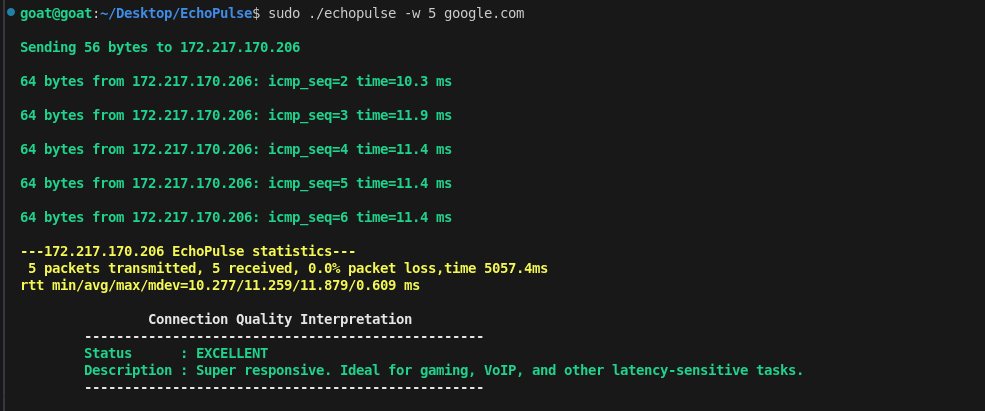 goat@goat:~/Desktop/EchoPulse$ sudo ./echopulse -w 5 google.com
Sending 56 bytes to 172.217.170.206
64 bytes from 172.217.170.206: icmp_seq=2 time=10.3 ms
64 bytes from 172.217.170.206: icmp_seq=3 time=11.9 ms
64 bytes from 172.217.170.206: icmp_seq=4 time=11.4 ms
64 bytes from 172.217.170.206: icmp_seq=5 time=11.4 ms
64 bytes from 172.217.170.206: icmp_seq=6 time=11.4 ms
---172.217.170.206 EchoPulse statistics---
5 packets transmitted, 5 received, 0.0% packet loss,time 5057.4ms
rtt min/avg/max/mdev=10.277/11.259/11.879/0.609 ms
Connection Quality Interpretation
--------------------------------------------------
Status      : EXCELLENT
Description : Super responsive. Ideal for gaming, VoIP, and other latency-sensitive tasks.
--------------------------------------------------